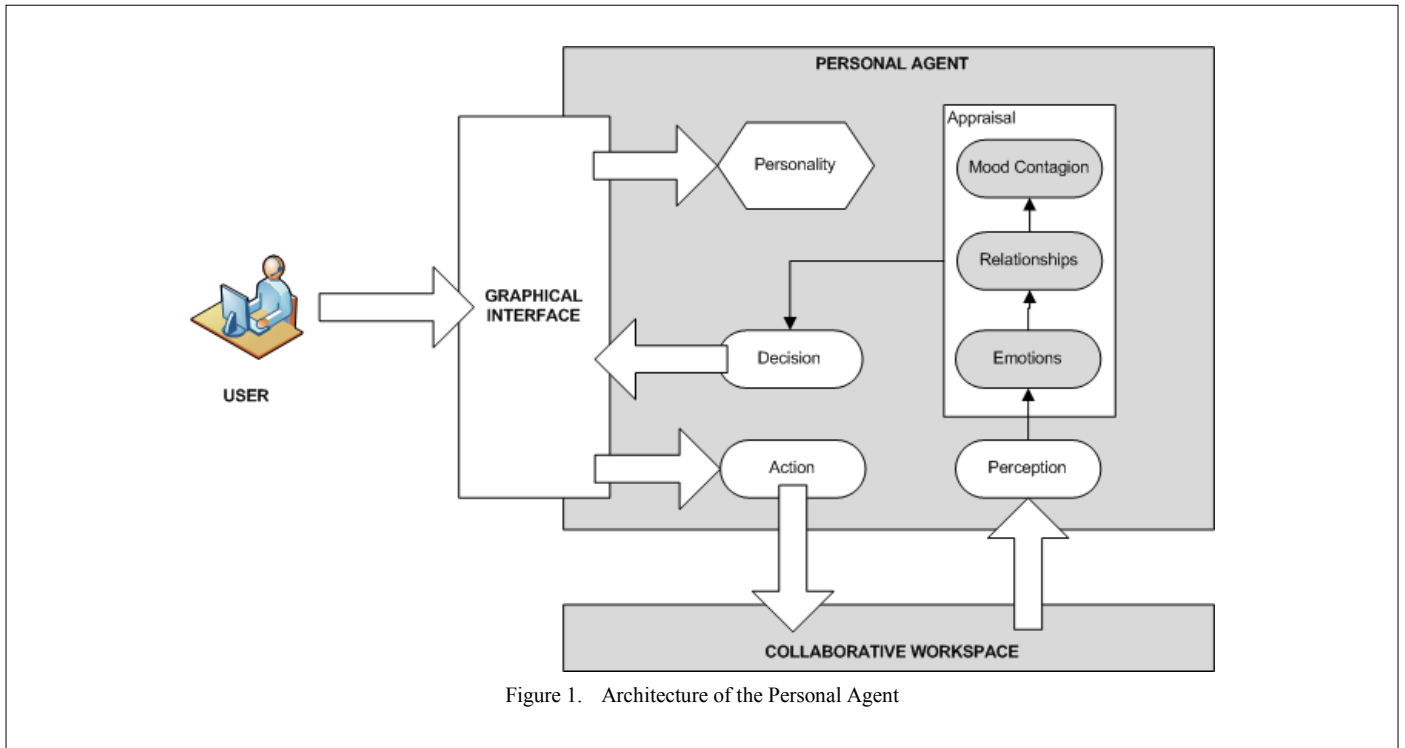 PERSONAL AGENT
Appraisal
Mood Contagion
Personality
Relationships
GRAPHICAL
INTERFACE
Decision
Emotions
USER
Action
Perception
COLLABORATIVE WORKSPACE
Figure 1. Architecture of the Personal Agent